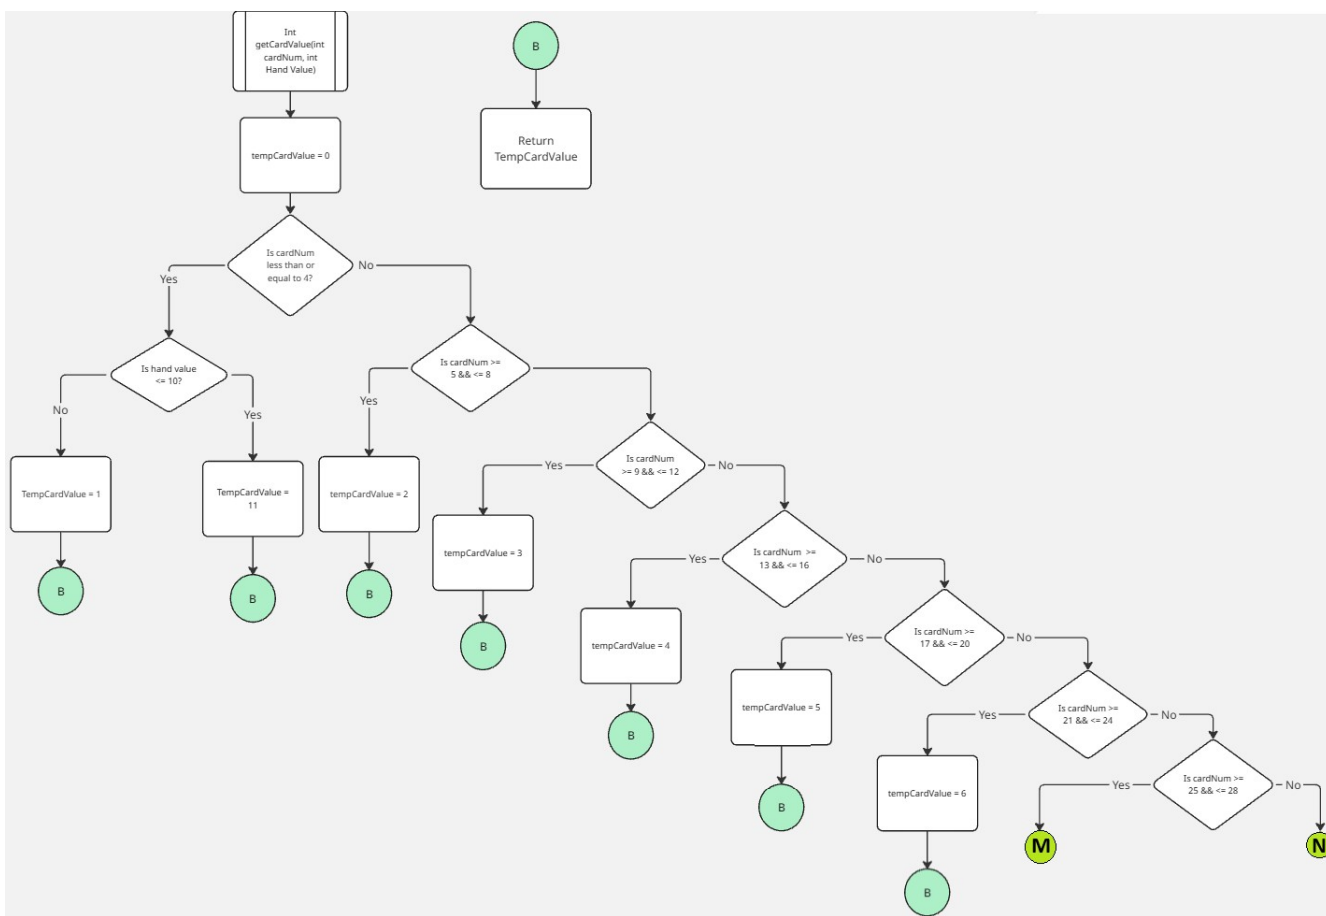 Int
getCardValue(int
cardNum, int
Hand Value)
B
tempCardValue = 0
Return
TempCardValue
Is cardNum
less than or
equal to 4?
Yes
No
Is hand value
<= 10?
Is cardNum >=
5 && <= 8
No
Yes
Yes
Is cardNum
>= 9 && <= 12
Yes
No
TempCardValue = 1
TempCardValue =
11
tempCardValue = 2
tempCardValue = 3
Is cardNum >=
13 && <= 16
Yes
No
B
B
B
B
tempCardValue = 4
Is cardNum >=
17 && <= 20
Yes
No
B
tempCardValue = 5
Is cardNum >=
21 && <= 24
Yes
No
B
tempCardValue = 6
Is cardNum >=
25 && <= 28
Yes
No
B
M
N